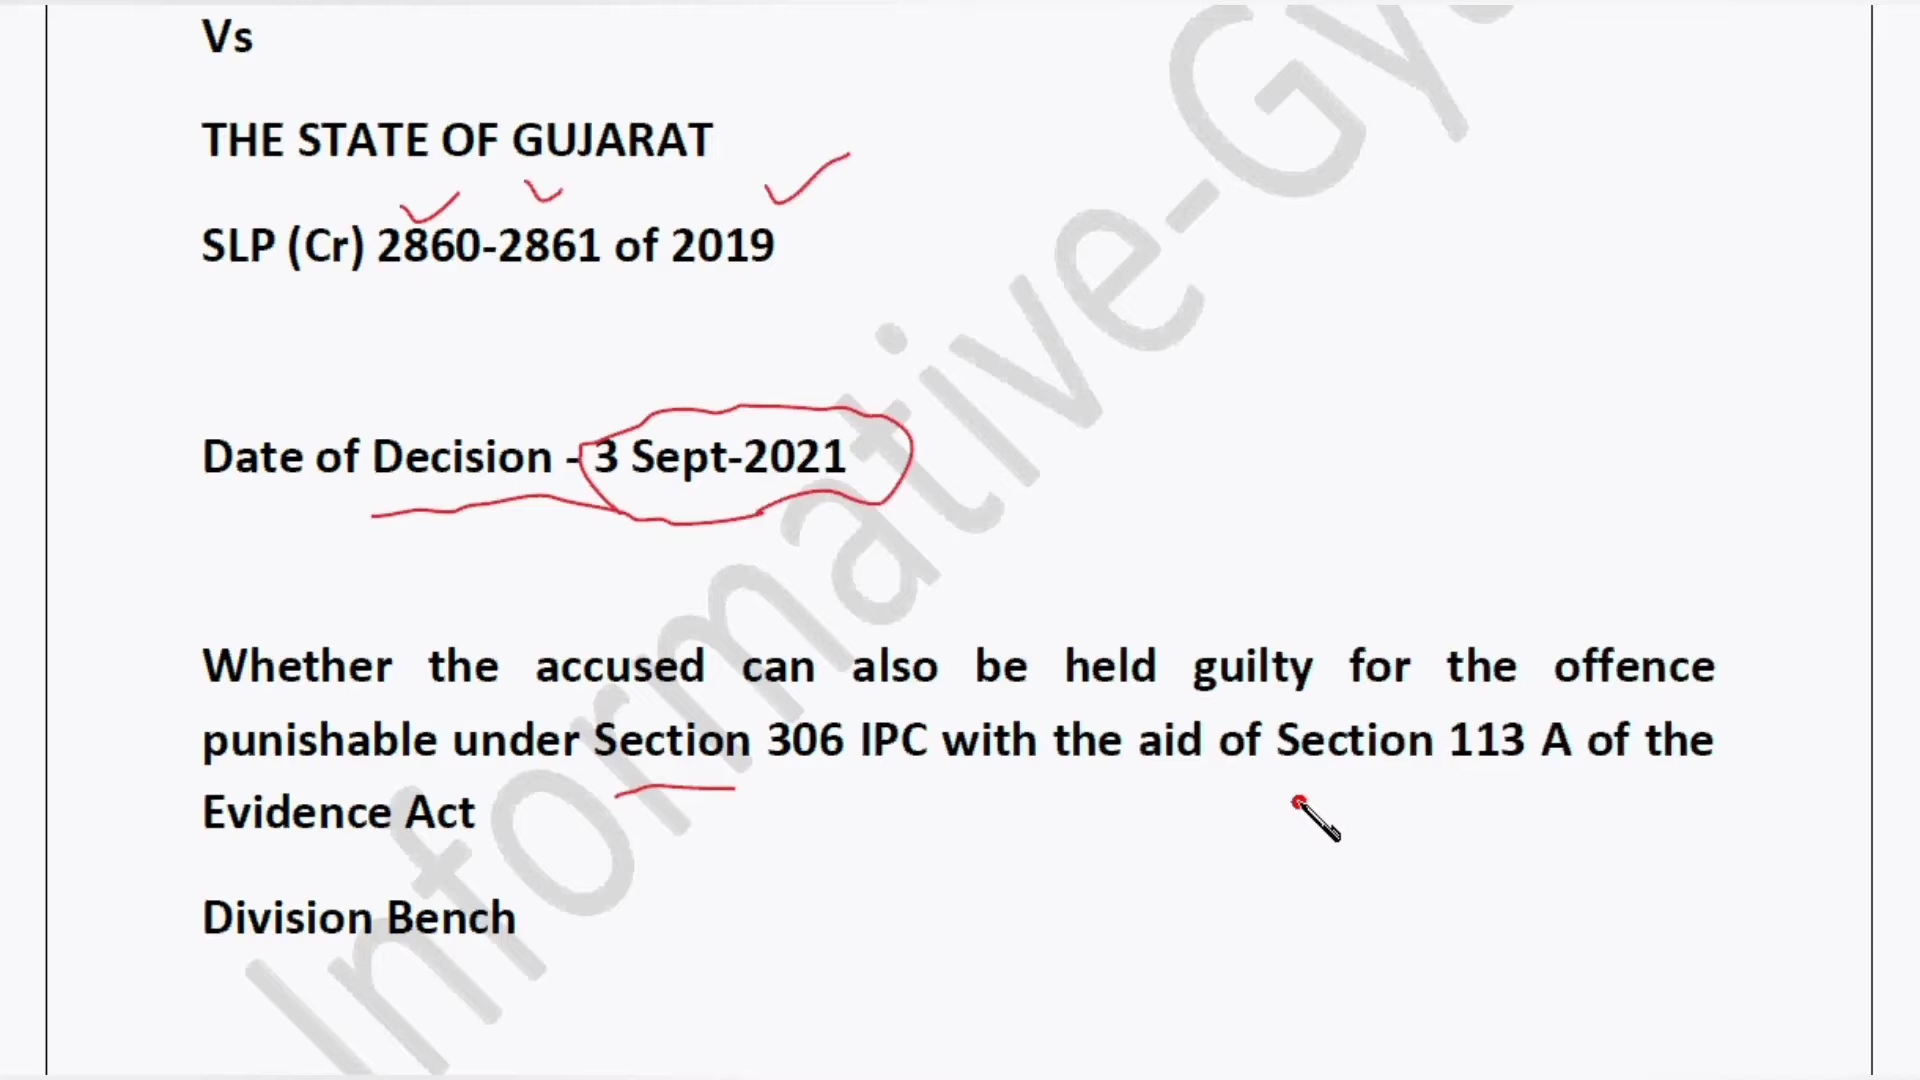 Vs
THE STATE OF GUJARAT
SLP (Cr) 2860-2861 of 2019
Date of Decision - 3 Sept-2021
Whether the accused can also be held guilty for the offence
punishable under Section 306 IPC with the aid of Section 113 A of the
Evidence Act
Division Bench
Informative-Gy